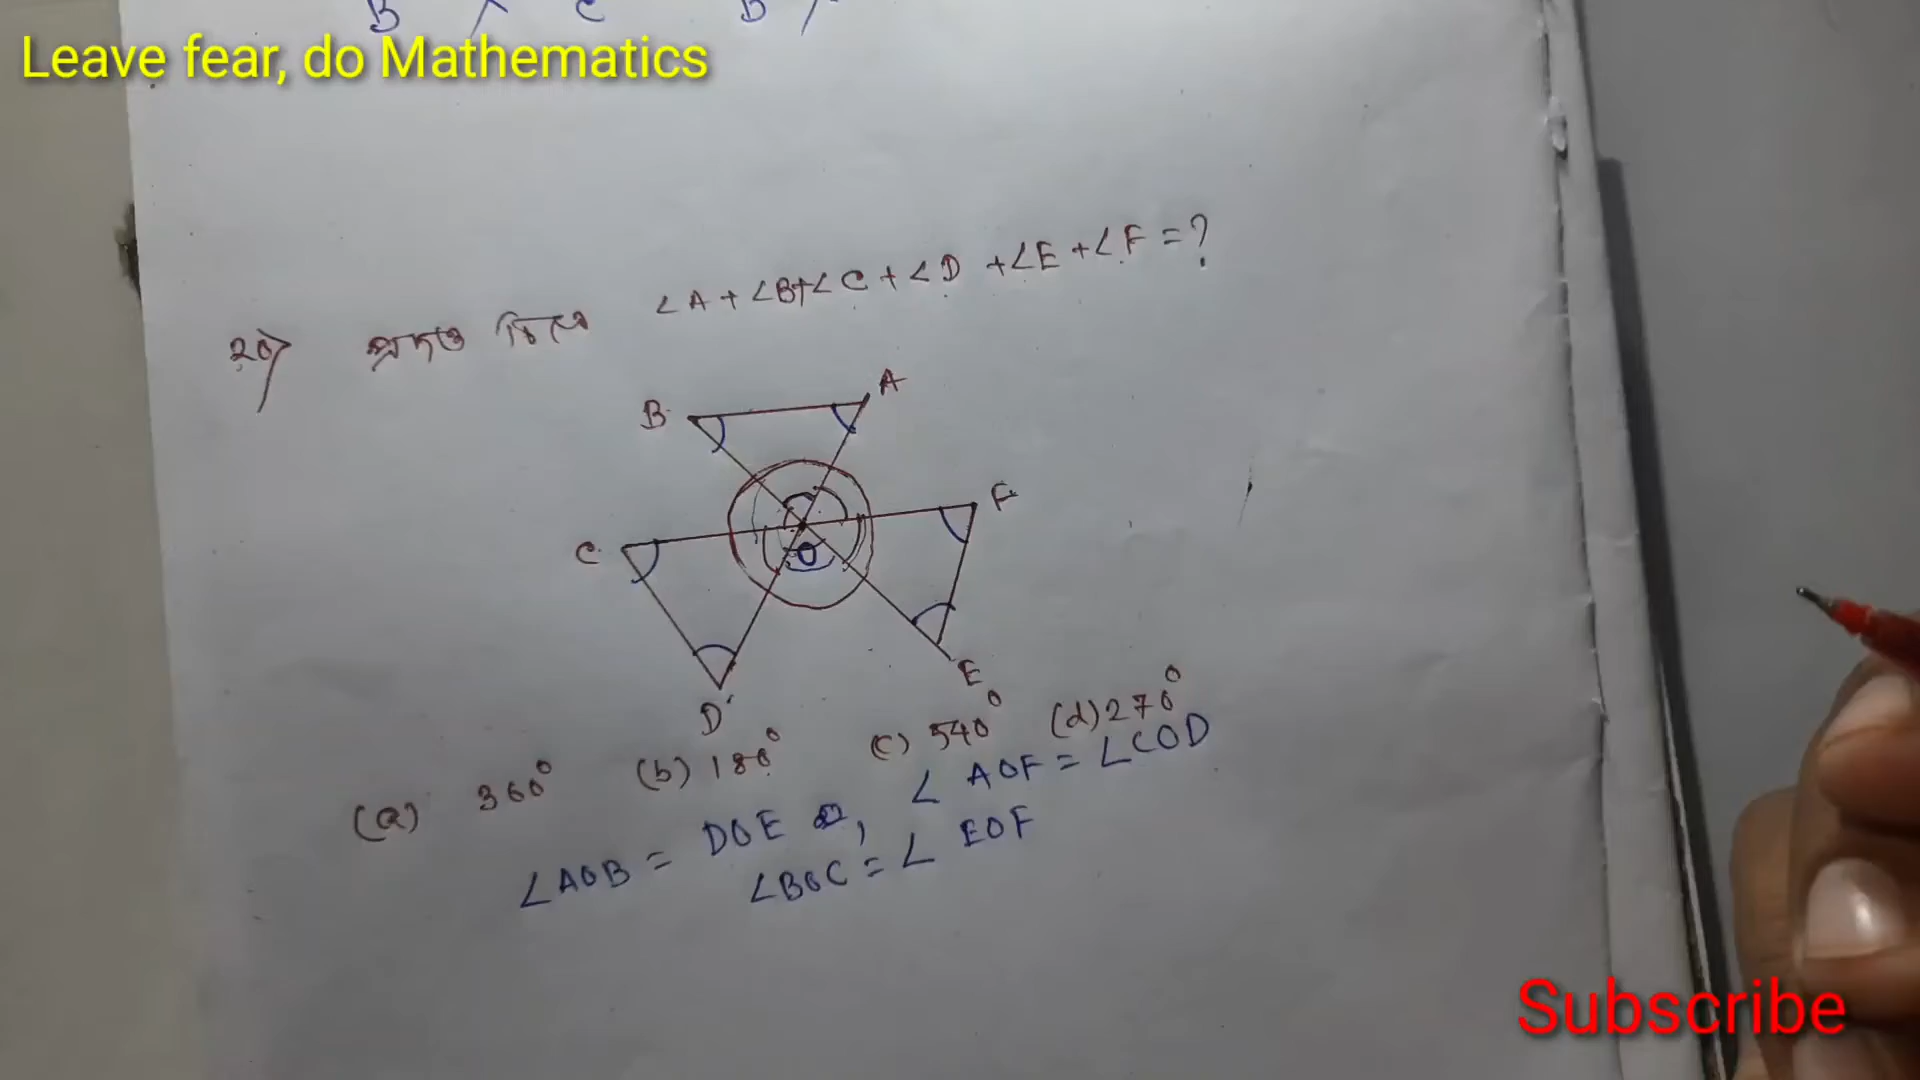 B C D
Leave fear, do Mathematics
২০) প্রদত্ত চিত্রে ∠A + ∠B + ∠C + ∠D + ∠E + ∠F = ?
A
B
F
C
O
E
D
(a) 360° (b) 180° (c) 540° (d) 270°
∠AOB = DOE , ∠AOF = ∠COD
∠BOC = ∠EOF
Subscribe